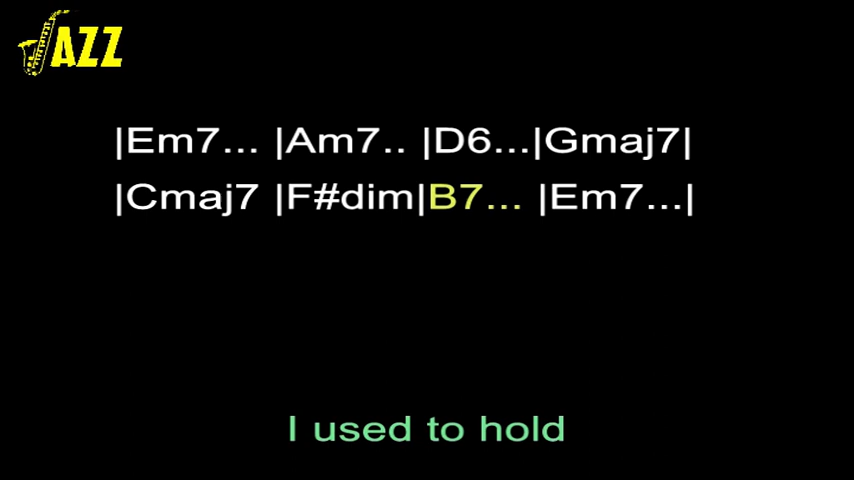 JAZZ
|Em7... |Am7.. |D6...|Gmaj7|
|Cmaj7 |F#dim|B7... |Em7...|
I used to hold